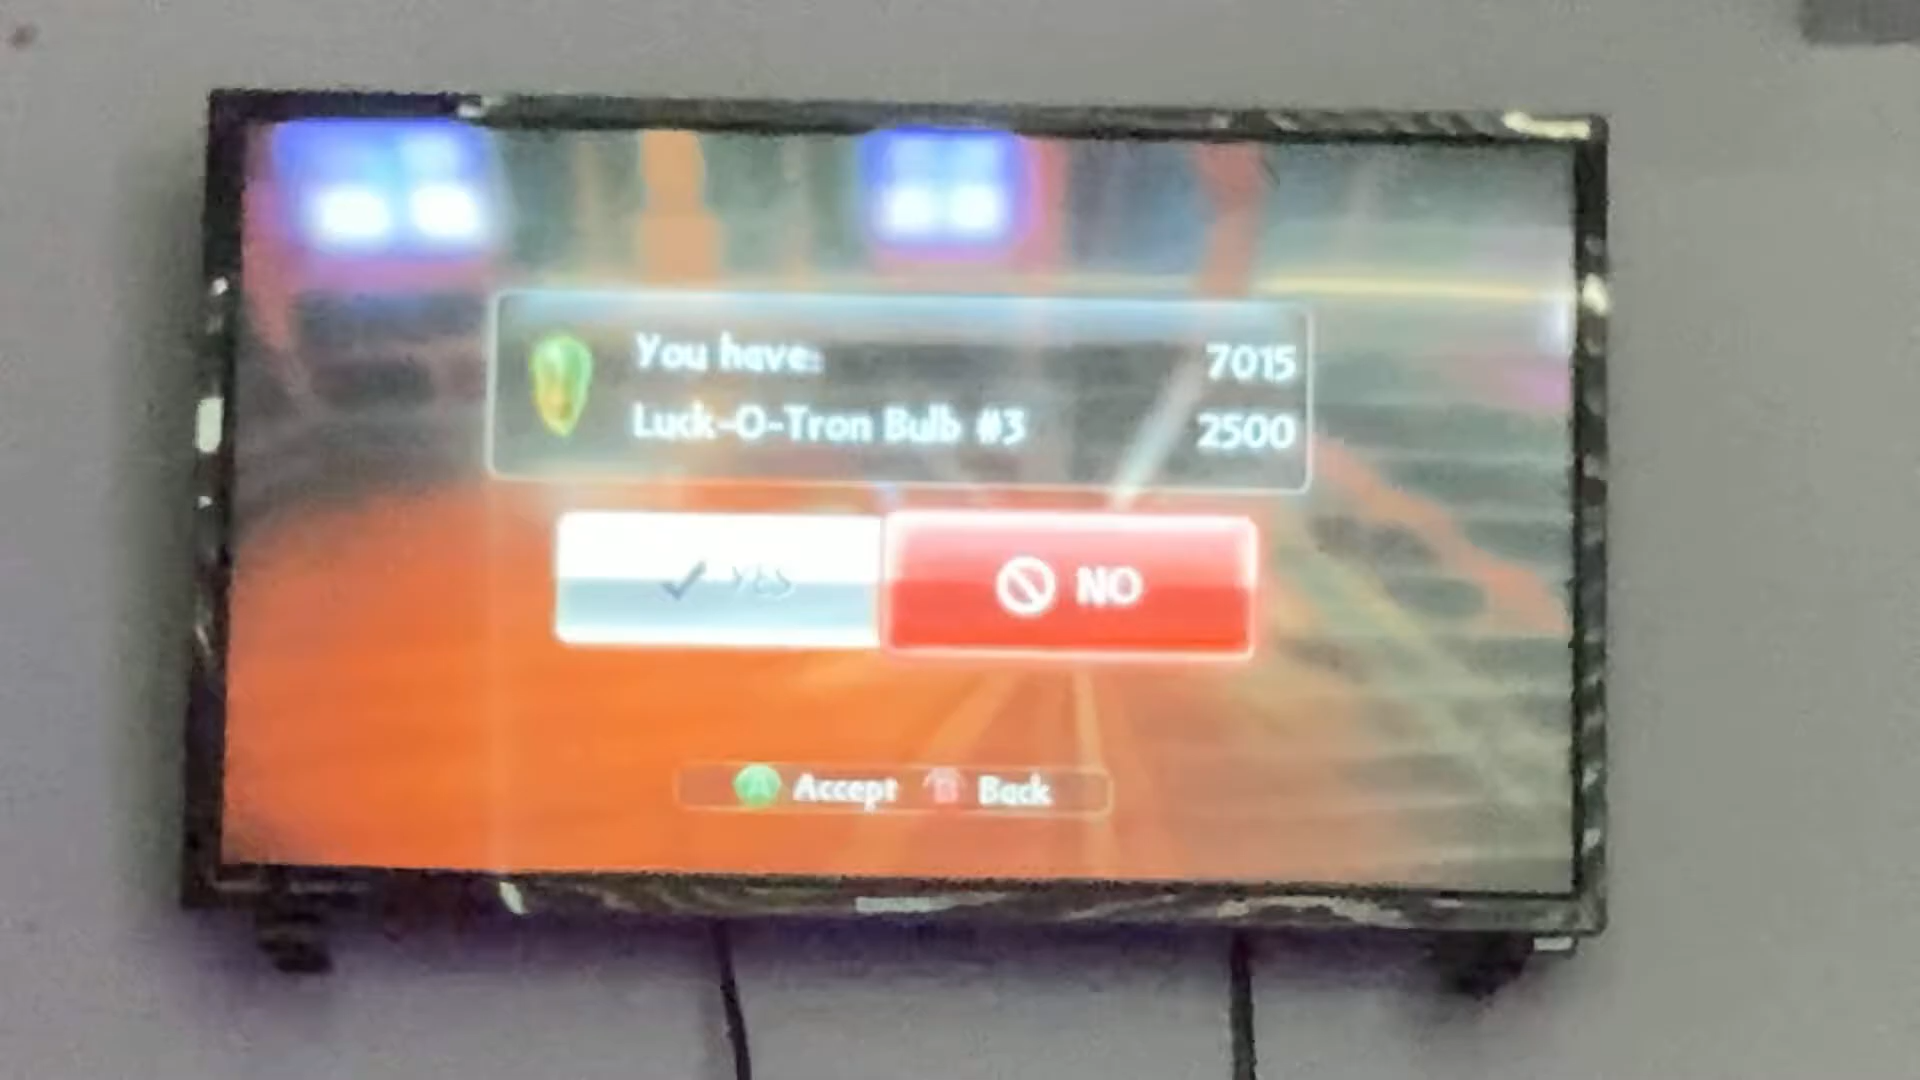 You have: 7015
Luck-O-Tron Bulb #3 2500
YES NO
A Accept B Back